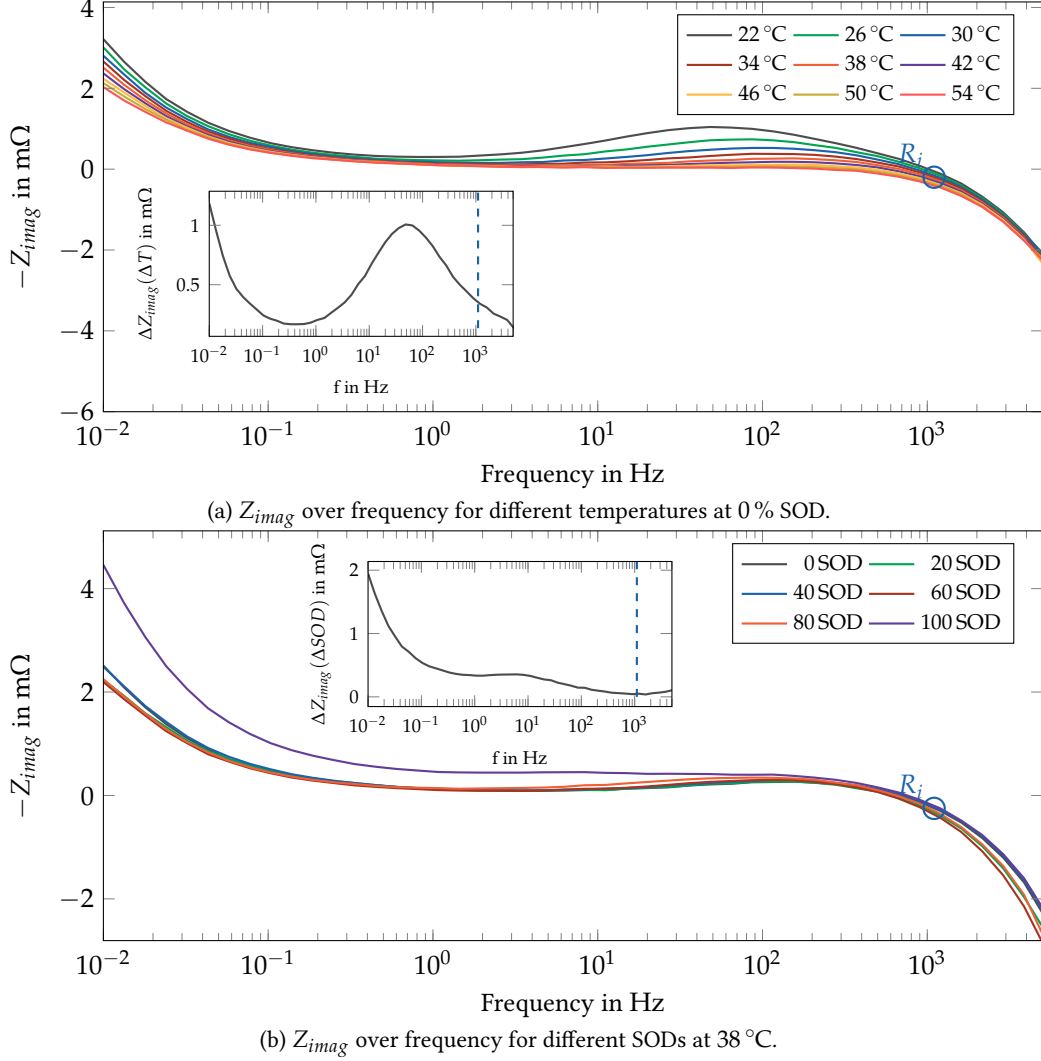 4
2
0
−2
−4
−6
−Z_imag in mΩ
22 °C 26 °C 30 °C
34 °C 38 °C 42 °C
46 °C 50 °C 54 °C
R_i
ΔZ_imag(ΔT) in mΩ
1
0.5
10^−2 10^−1 10^0 10^1 10^2 10^3
f in Hz
10^−2 10^−1 10^0 10^1 10^2 10^3
Frequency in Hz
(a) Z_imag over frequency for different temperatures at 0 % SOD.
4
2
0
−2
−Z_imag in mΩ
0 SOD 20 SOD
40 SOD 60 SOD
80 SOD 100 SOD
ΔZ_imag(ΔSOD) in mΩ
2
1
0
10^−2 10^−1 10^0 10^1 10^2 10^3
f in Hz
R_i
10^−2 10^−1 10^0 10^1 10^2 10^3
Frequency in Hz
(b) Z_imag over frequency for different SODs at 38 °C.